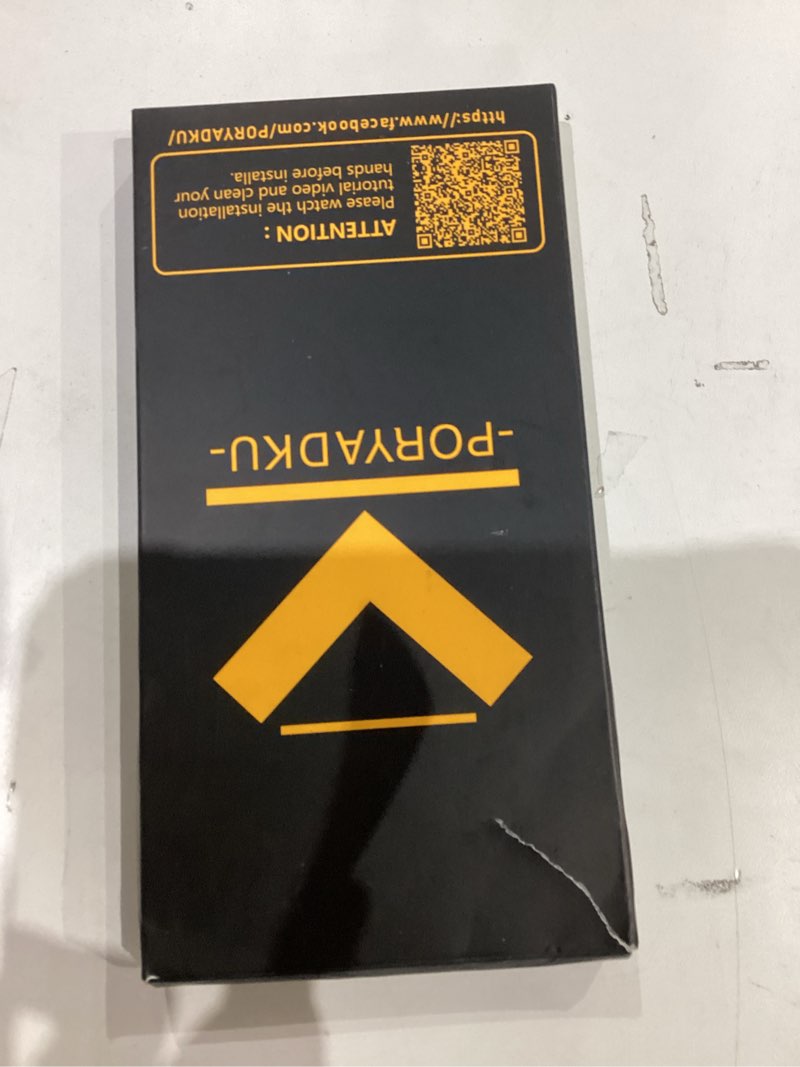 -PORYADKU-
ATTENTION :
Please watch the installation
tutorial video and clean your
hands before installa.
https://www.facebook.com/PORYADKU/